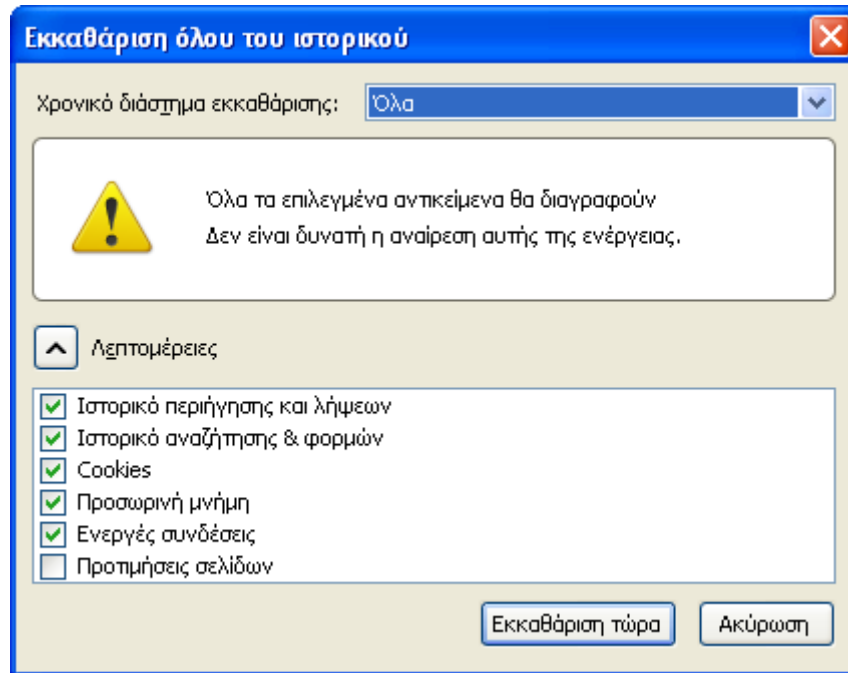 Εκκαθάριση όλου του ιστορικού
Χρονικό διάστημα εκκαθάρισης: Όλα
Όλα τα επιλεγμένα αντικείμενα θα διαγραφούν
Δεν είναι δυνατή η αναίρεση αυτής της ενέργειας.
Λεπτομέρειες
Ιστορικό περιήγησης και λήψεων
Ιστορικό αναζήτησης & φορμών
Cookies
Προσωρινή μνήμη
Ενεργές συνδέσεις
Προτιμήσεις σελίδων
Εκκαθάριση τώρα Ακύρωση